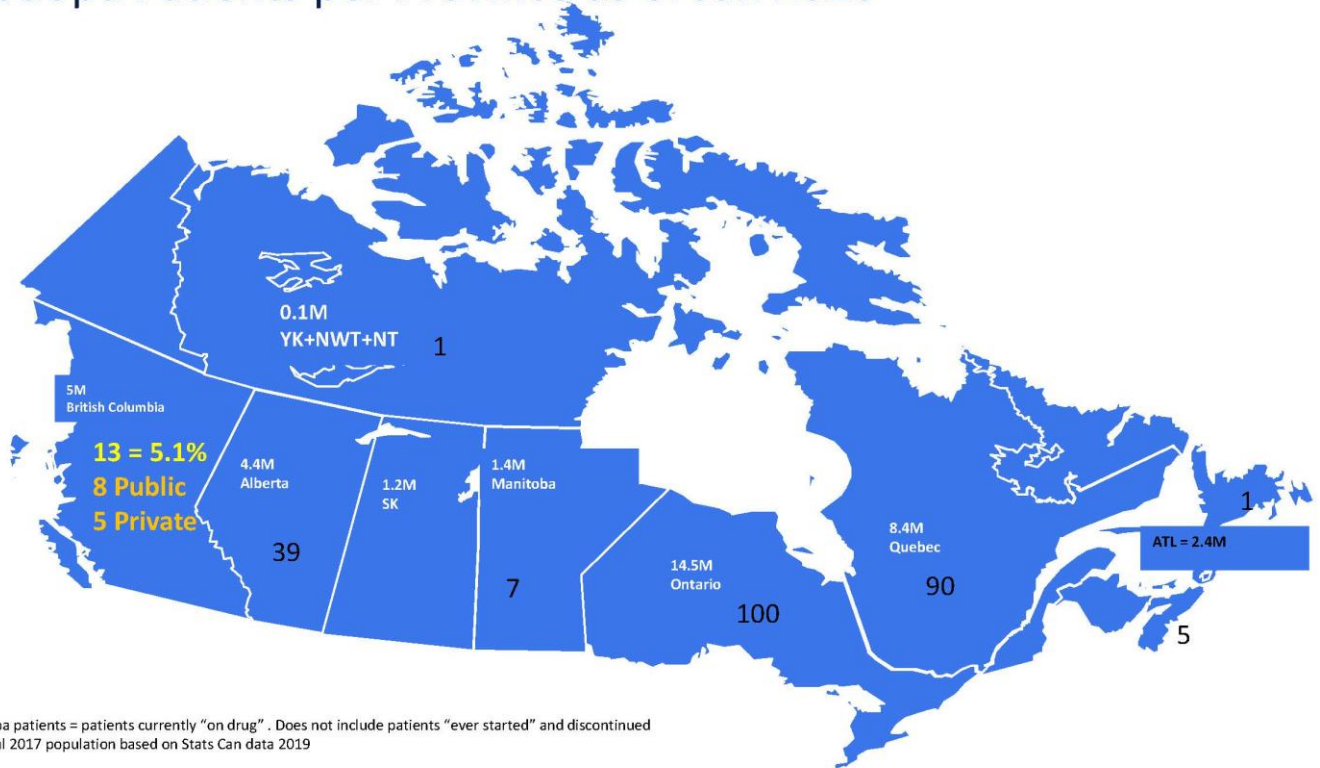 0.1M
YK+NWT+NT
1
5M
British Columbia
13 = 5.1%
8 Public
5 Private
4.4M
Alberta
39
1.2M
SK
1.4M
Manitoba
7
14.5M
Ontario
100
8.4M
Quebec
90
1
ATL = 2.4M
5
patients = patients currently "on drug" . Does not include patients "ever started" and discontinued
2017 population based on Stats Can data 2019